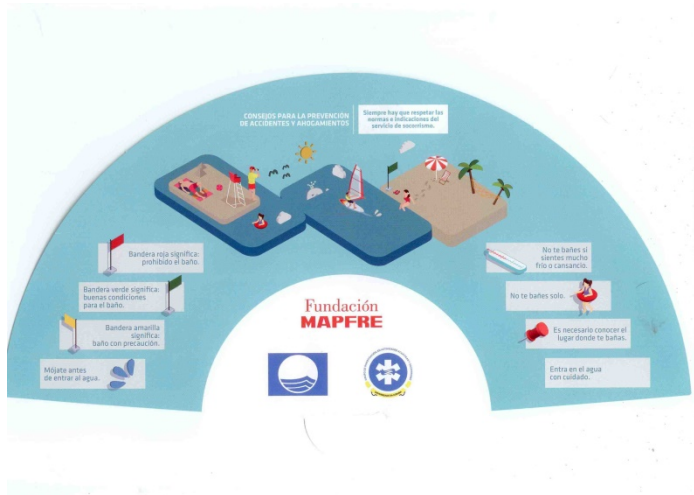 CONSEJOS PARA LA PREVENCIÓN
DE ACCIDENTES Y AHOGAMIENTOS
Siempre hay que respetar las
normas e indicaciones del
servicio de socorrismo.
Bandera roja significa:
prohibido el baño.
Bandera verde significa:
buenas condiciones
para el baño.
Bandera amarilla
significa:
baño con precaución.
Mójate antes
de entrar al agua.
No te bañes si
sientes mucho
frío o cansancio.
No te bañes solo.
Es necesario conocer el
lugar donde te bañas.
Entra en el agua
con cuidado.
Fundación
MAPFRE